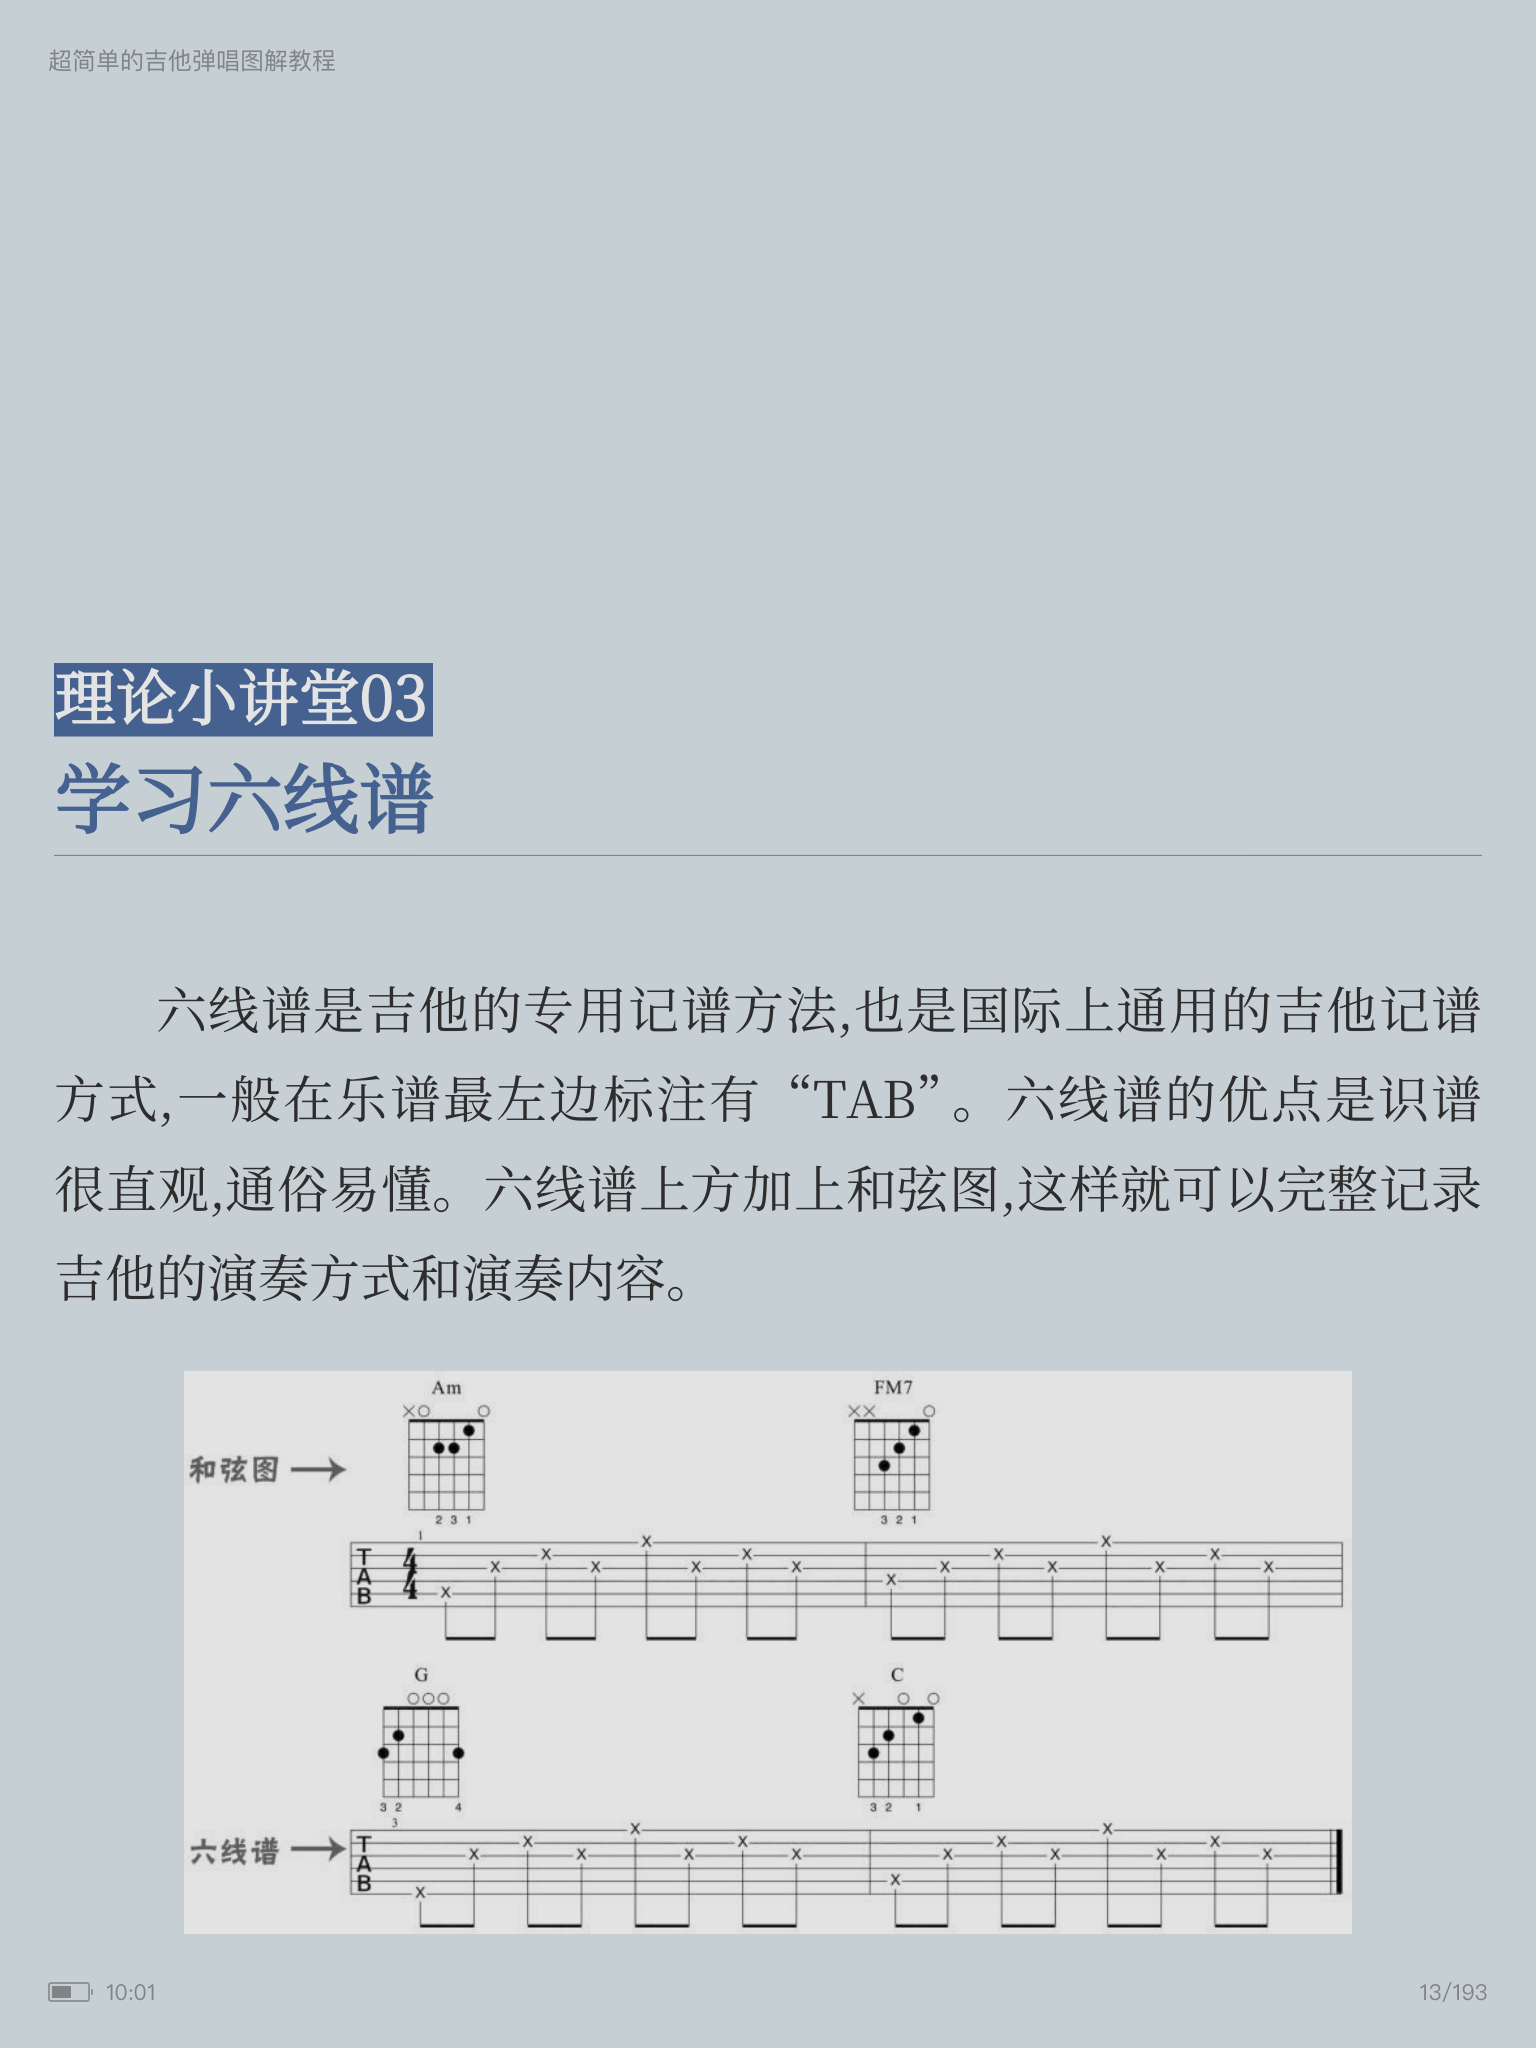 超简单的吉他弹唱图解教程
理论小讲堂03
学习六线谱
六线谱是吉他的专用记谱方法,也是国际上通用的吉他记谱
方式,一般在乐谱最左边标注有“TAB”。六线谱的优点是识谱
很直观,通俗易懂。六线谱上方加上和弦图,这样就可以完整记录
吉他的演奏方式和演奏内容。
Am FM7
和弦图
2 3 1 3 2 1
1
TAB 4/4
G C
3 2 4 3 2 1
3
六线谱
TAB
10:01 13/193